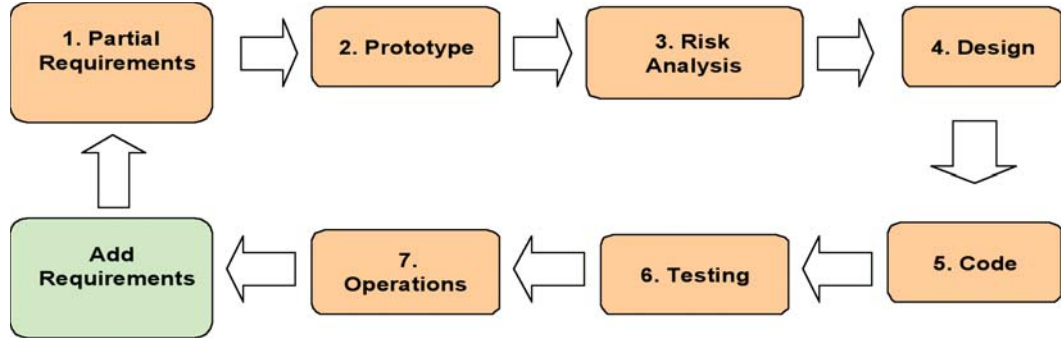 1. Partial
Requirements
2. Prototype
3. Risk
Analysis
4. Design
5. Code
6. Testing
7.
Operations
Add
Requirements